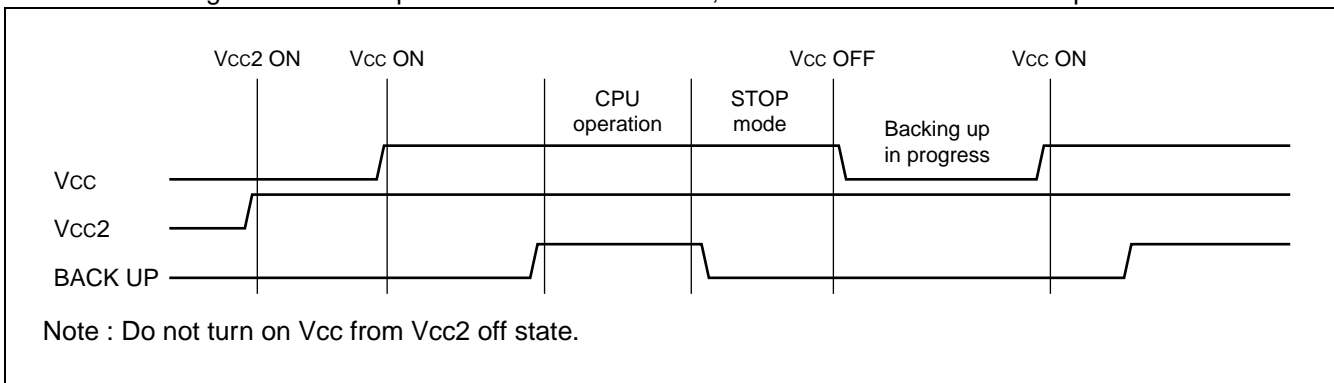 Vcc2 ON Vcc ON Vcc OFF Vcc ON
CPU operation
STOP mode
Backing up in progress
Vcc
Vcc2
BACK UP
Note : Do not turn on Vcc from Vcc2 off state.